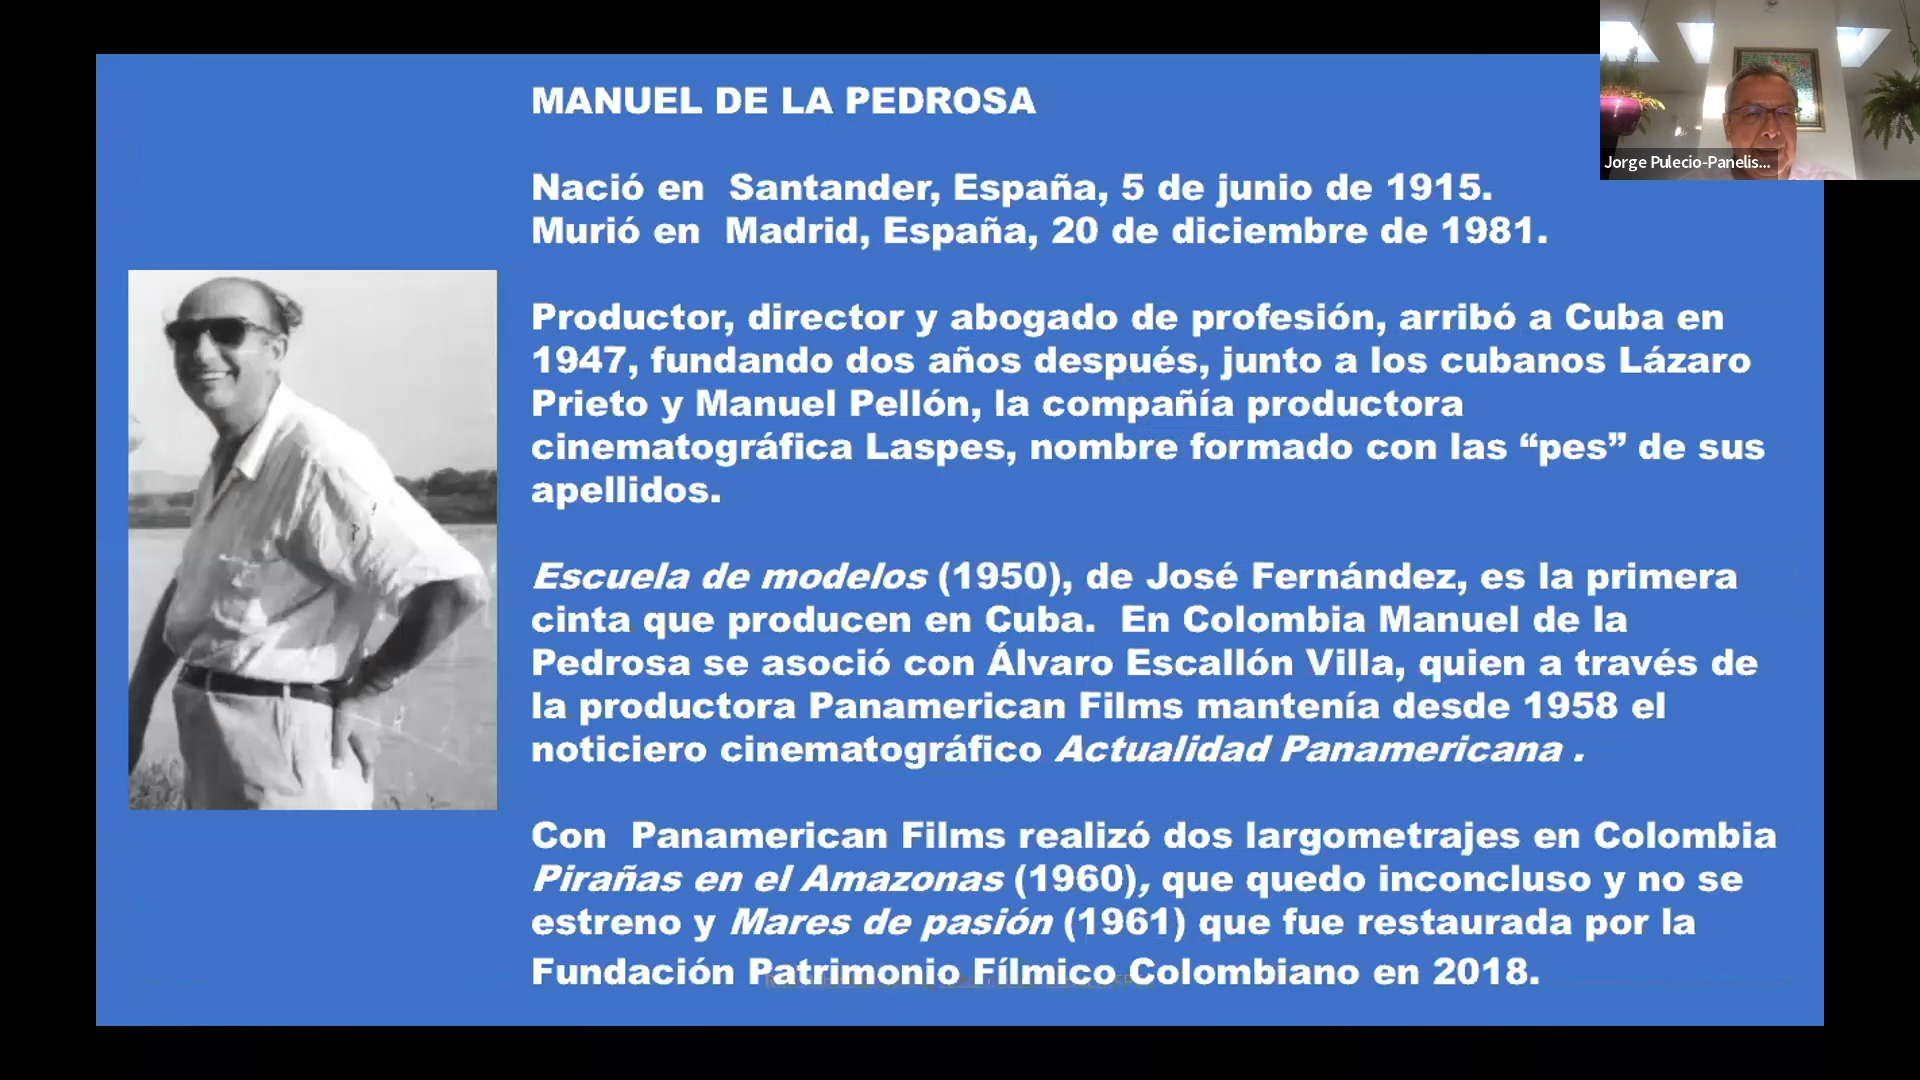 MANUEL DE LA PEDROSA
Nació en Santander, España, 5 de junio de 1915.
Murió en Madrid, España, 20 de diciembre de 1981.
Productor, director y abogado de profesión, arribó a Cuba en
1947, fundando dos años después, junto a los cubanos Lázaro
Prieto y Manuel Pellón, la compañía productora
cinematográfica Laspes, nombre formado con las “pes” de sus
apellidos.
Escuela de modelos (1950), de José Fernández, es la primera
cinta que producen en Cuba. En Colombia Manuel de la
Pedrosa se asoció con Álvaro Escallón Villa, quien a través de
la productora Panamerican Films mantenía desde 1958 el
noticiero cinematográfico Actualidad Panamericana .
Con Panamerican Films realizó dos largometrajes en Colombia
Pirañas en el Amazonas (1960), que quedo inconcluso y no se
estreno y Mares de pasión (1961) que fue restaurada por la
Fundación Patrimonio Fílmico Colombiano en 2018.
Jorge Pulecio-Panelis...